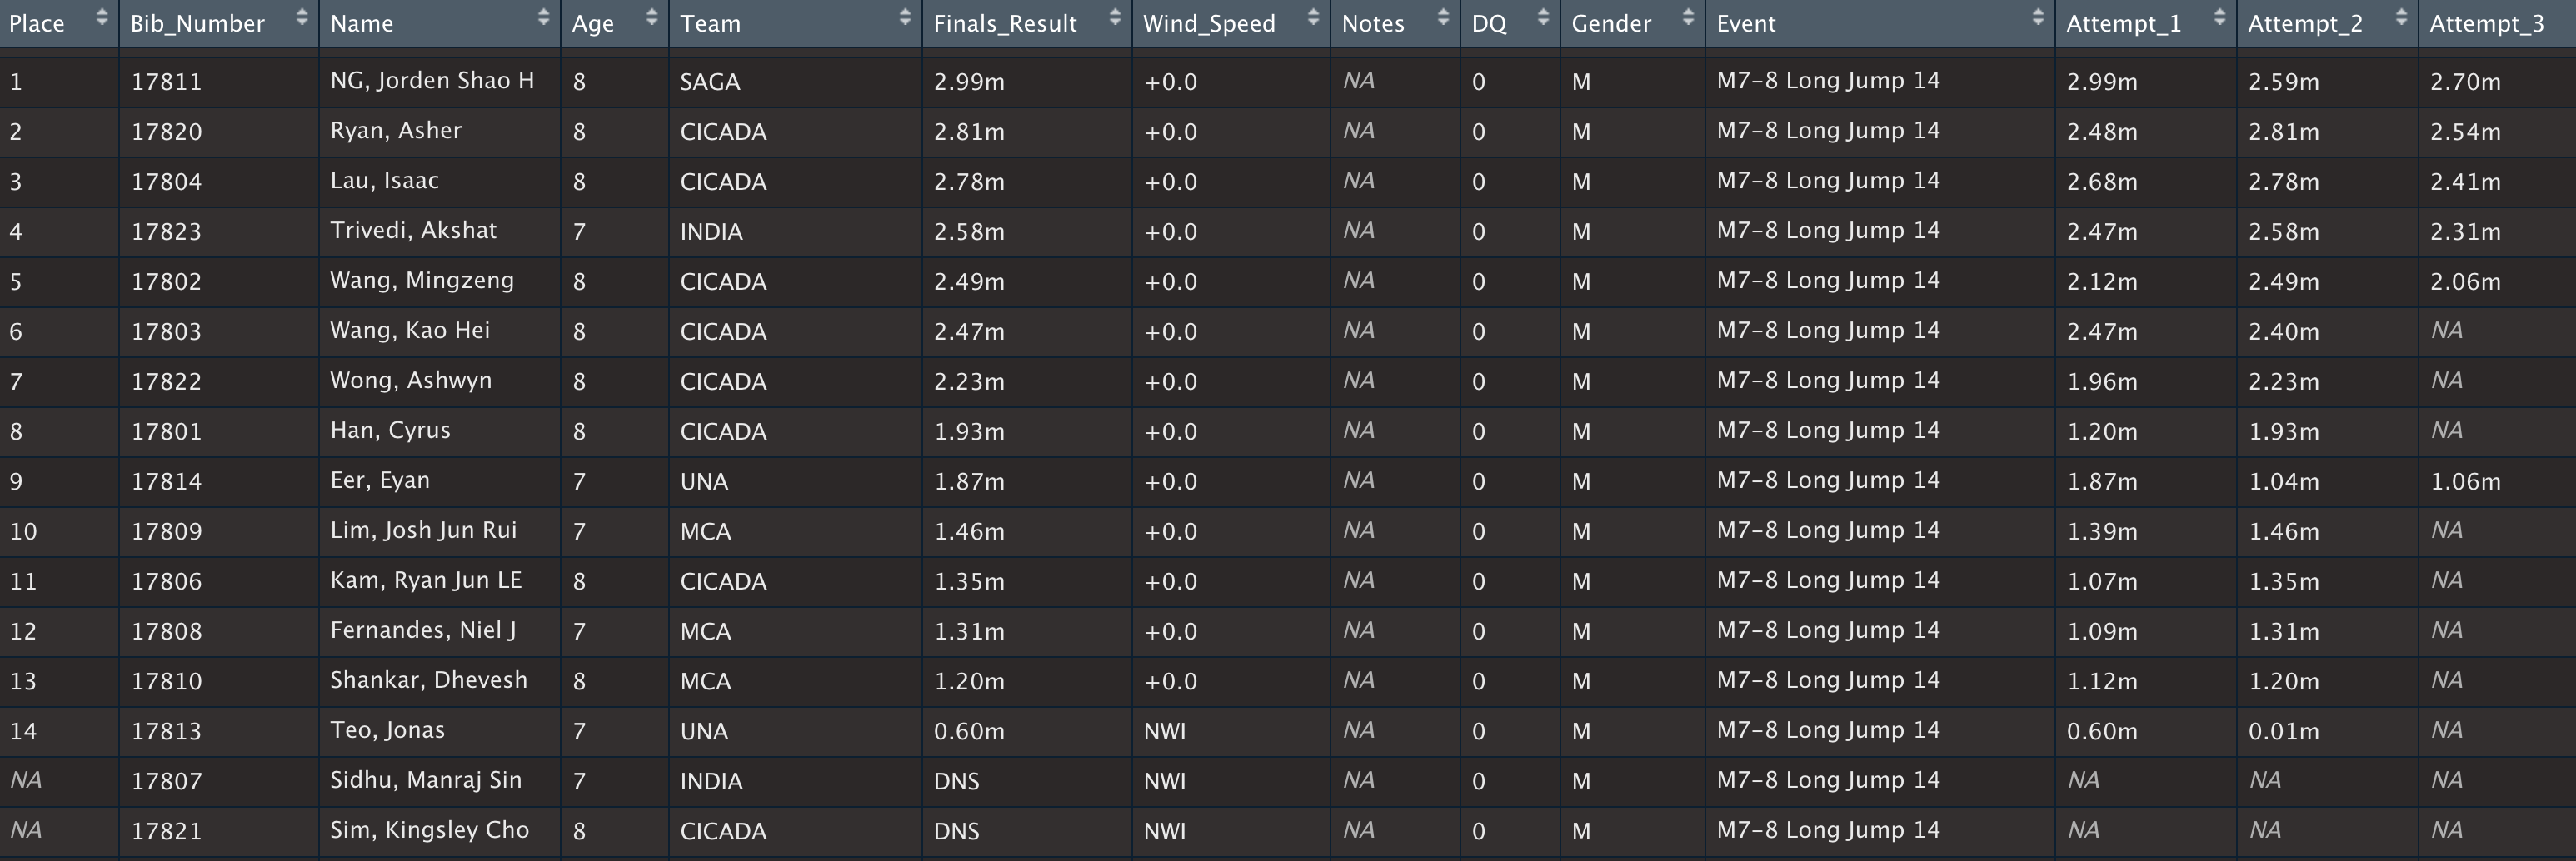 Place Bib_Number Name Age Team Finals_Result Wind_Speed Notes DQ Gender Event Attempt_1 Attempt_2 Attempt_3
1 17811 NG, Jorden Shao H 8 SAGA 2.99m +0.0 NA 0 M M7-8 Long Jump 14 2.99m 2.59m 2.70m
2 17820 Ryan, Asher 8 CICADA 2.81m +0.0 NA 0 M M7-8 Long Jump 14 2.48m 2.81m 2.54m
3 17804 Lau, Isaac 8 CICADA 2.78m +0.0 NA 0 M M7-8 Long Jump 14 2.68m 2.78m 2.41m
4 17823 Trivedi, Akshat 7 INDIA 2.58m +0.0 NA 0 M M7-8 Long Jump 14 2.47m 2.58m 2.31m
5 17802 Wang, Mingzeng 8 CICADA 2.49m +0.0 NA 0 M M7-8 Long Jump 14 2.12m 2.49m 2.06m
6 17803 Wang, Kao Hei 8 CICADA 2.47m +0.0 NA 0 M M7-8 Long Jump 14 2.47m 2.40m NA
7 17822 Wong, Ashwyn 8 CICADA 2.23m +0.0 NA 0 M M7-8 Long Jump 14 1.96m 2.23m NA
8 17801 Han, Cyrus 8 CICADA 1.93m +0.0 NA 0 M M7-8 Long Jump 14 1.20m 1.93m NA
9 17814 Eer, Eyan 7 UNA 1.87m +0.0 NA 0 M M7-8 Long Jump 14 1.87m 1.04m 1.06m
10 17809 Lim, Josh Jun Rui 7 MCA 1.46m +0.0 NA 0 M M7-8 Long Jump 14 1.39m 1.46m NA
11 17806 Kam, Ryan Jun LE 8 CICADA 1.35m +0.0 NA 0 M M7-8 Long Jump 14 1.07m 1.35m NA
12 17808 Fernandes, Niel J 7 MCA 1.31m +0.0 NA 0 M M7-8 Long Jump 14 1.09m 1.31m NA
13 17810 Shankar, Dhevesh 8 MCA 1.20m +0.0 NA 0 M M7-8 Long Jump 14 1.12m 1.20m NA
14 17813 Teo, Jonas 7 UNA 0.60m NWI NA 0 M M7-8 Long Jump 14 0.60m 0.01m NA
NA 17807 Sidhu, Manraj Sin 7 INDIA DNS NWI NA 0 M M7-8 Long Jump 14 NA NA NA
NA 17821 Sim, Kingsley Cho 8 CICADA DNS NWI NA 0 M M7-8 Long Jump 14 NA NA NA